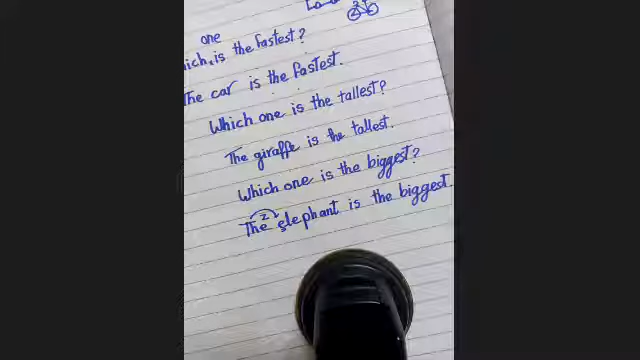 one
is the fastest?
The car is the fastest.
Which one is the tallest?
The giraffe is the tallest.
Which one is the biggest?
2
The elephant is the biggest.